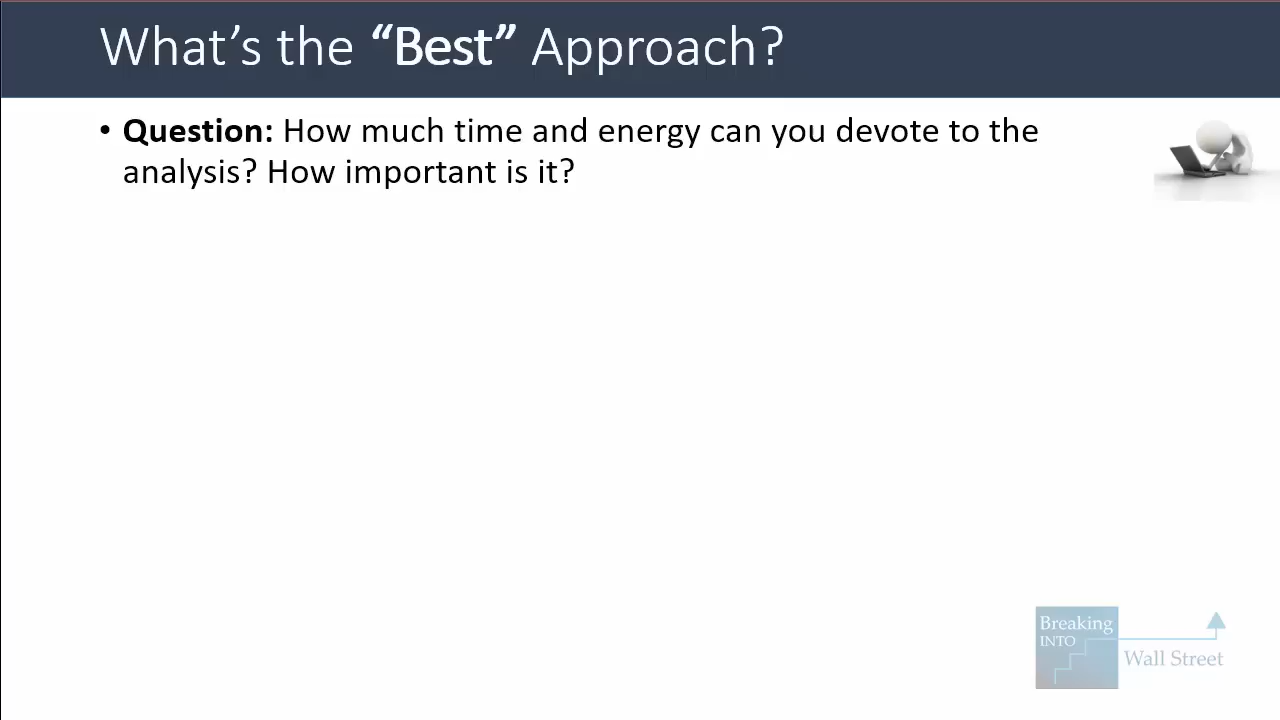 What’s the “Best” Approach?
• Question: How much time and energy can you devote to the
analysis? How important is it?
Breaking
INTO
Wall Street